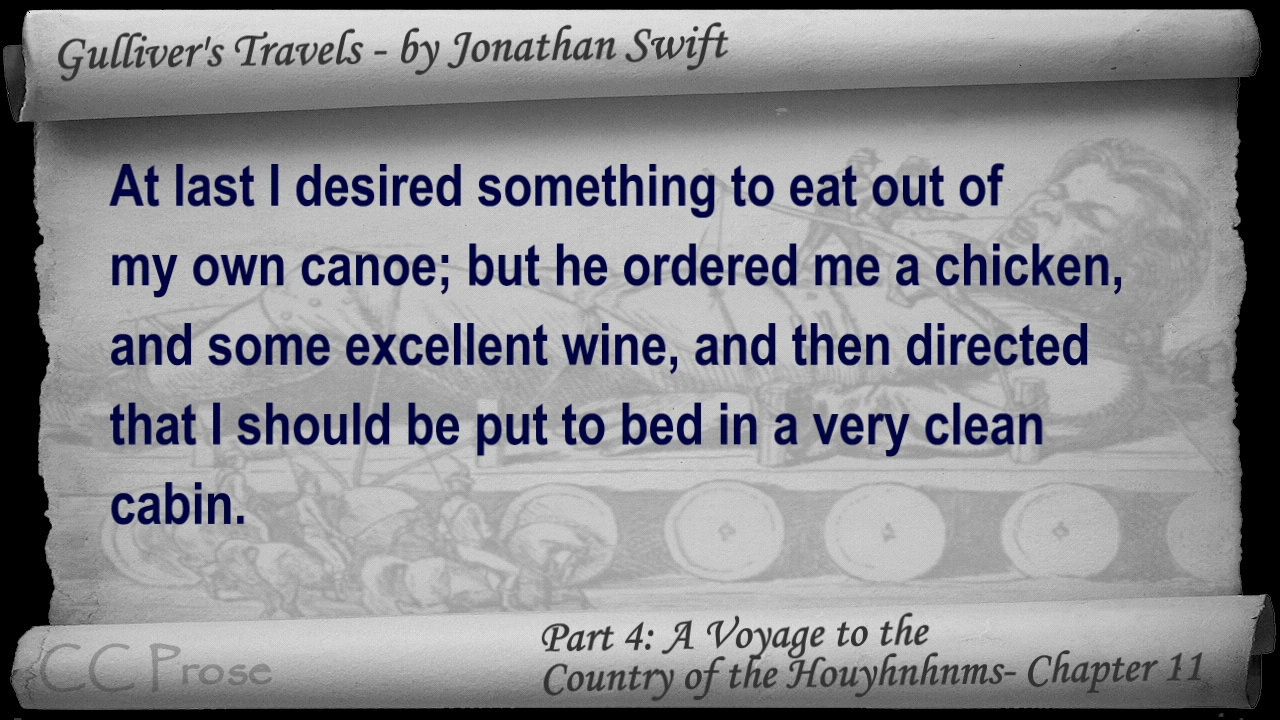 Gulliver's Travels - by Jonathan Swift
At last I desired something to eat out of
my own canoe; but he ordered me a chicken,
and some excellent wine, and then directed
that I should be put to bed in a very clean
cabin.
Part 4: A Voyage to the
Country of the Houyhnhnms- Chapter 11
CC Prose